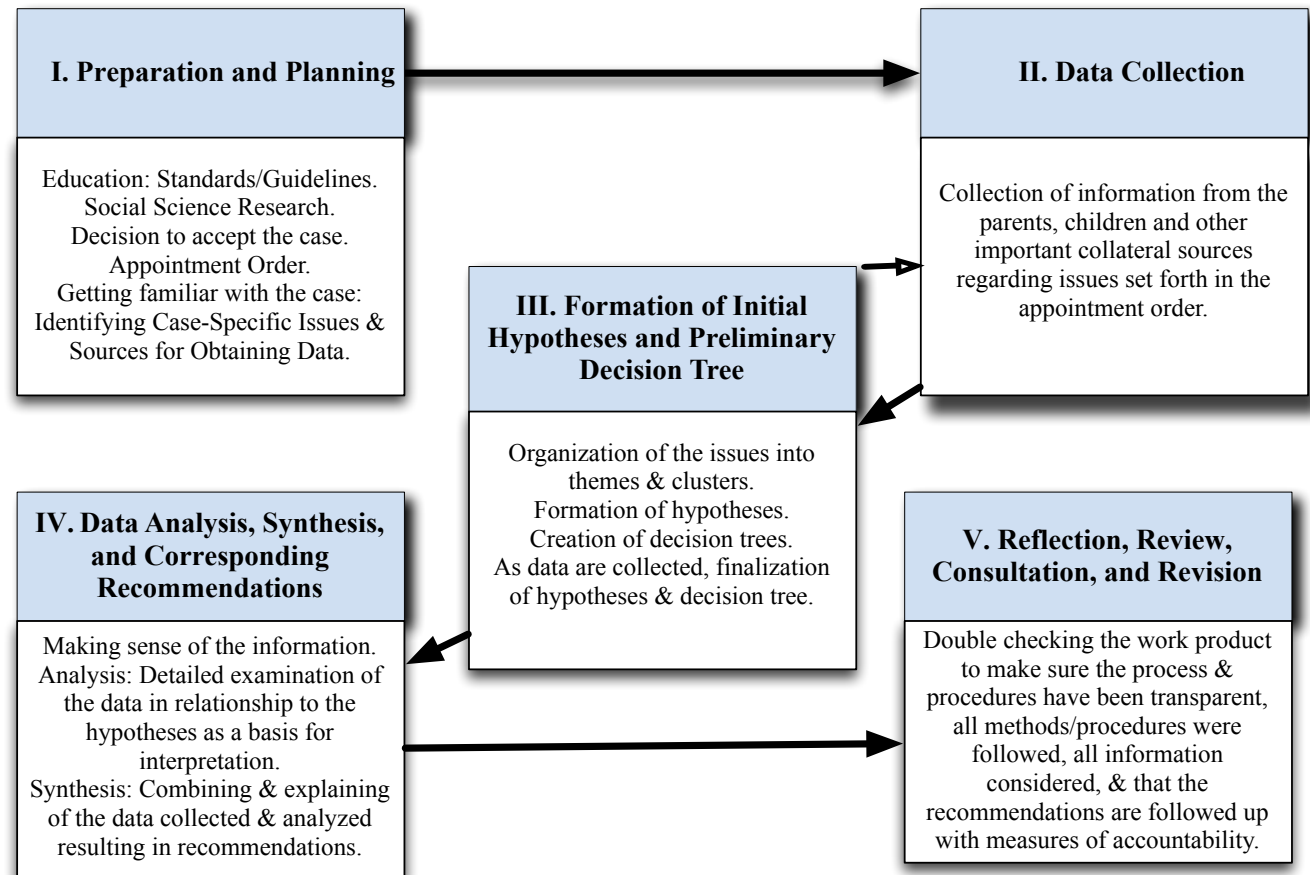 I. Preparation and Planning
Education: Standards/Guidelines.
Social Science Research.
Decision to accept the case.
Appointment Order.
Getting familiar with the case:
Identifying Case-Specific Issues &
Sources for Obtaining Data.
II. Data Collection
Collection of information from the
parents, children and other
important collateral sources
regarding issues set forth in the
appointment order.
III. Formation of Initial
Hypotheses and Preliminary
Decision Tree
Organization of the issues into
themes & clusters.
Formation of hypotheses.
Creation of decision trees.
As data are collected, finalization
of hypotheses & decision tree.
IV. Data Analysis, Synthesis,
and Corresponding
Recommendations
Making sense of the information.
Analysis: Detailed examination of
the data in relationship to the
hypotheses as a basis for
interpretation.
Synthesis: Combining & explaining
of the data collected & analyzed
resulting in recommendations.
V. Reflection, Review,
Consultation, and Revision
Double checking the work product
to make sure the process &
procedures have been transparent,
all methods/procedures were
followed, all information
considered, & that the
recommendations are followed up
with measures of accountability.